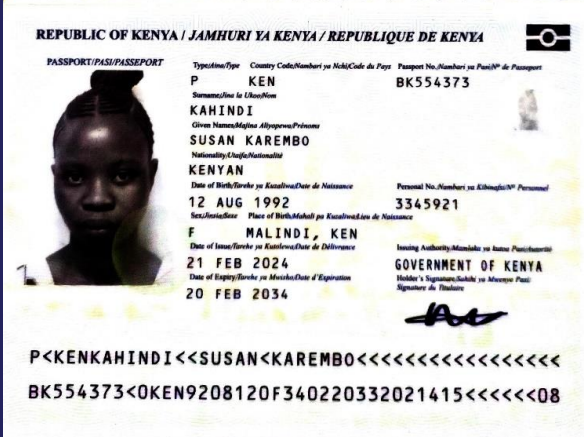 REPUBLIC OF KENYA / JAMHURI YA KENYA / REPUBLIQUE DE KENYA
PASSPORT/PASI/PASSEPORT
Type/Aina/Type Country Code/Nambari ya Nchi/Code du Pays Passport No./Nambari ya Pasi/Nº de Passeport
P KEN BK554373
Surname/Jina la Ukoo/Nom
KAHINDI
Given Names/Majina Aliyopewa/Prénoms
SUSAN KAREMBO
Nationality/Utaifa/Nationalité
KENYAN
Date of Birth/Tarehe ya Kuzaliwa/Date de Naissance Personal No./Nambari ya Kibinafsi/Nº Personnel
12 AUG 1992 3345921
Sex/Jinsia/Sexe Place of Birth/Mahali pa Kuzaliwa/Lieu de Naissance
F MALINDI, KEN
Date of Issue/Tarehe ya Kutolewa/Date de Délivrance Issuing Authority/Mamlaka ya kutoa Pasi/Autorité
21 FEB 2024 GOVERNMENT OF KENYA
Date of Expiry/Tarehe ya Mwisho/Date d'Expiration Holder's Signature/Sahihi ya Mwenye Pasi/
Signature du Titulaire
20 FEB 2034
P<KENKAHINDI<<SUSAN<KAREMBO<<<<<<<<<<<<<<<<<
BK554373<0KEN9208120F340220332021415<<<<<<08